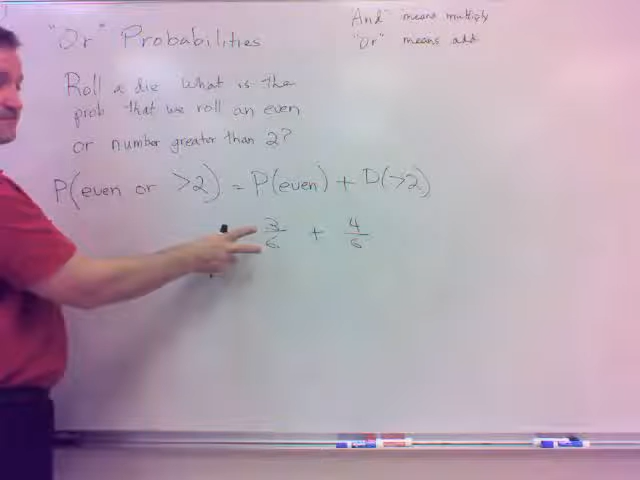 "Or" Probabilities
And" means multiply
"Or" means add
Roll a die What is the
prob that we roll an even
or number greater than 2?
P(even or >2) = P(even) + P(>2)
3/6 + 4/6